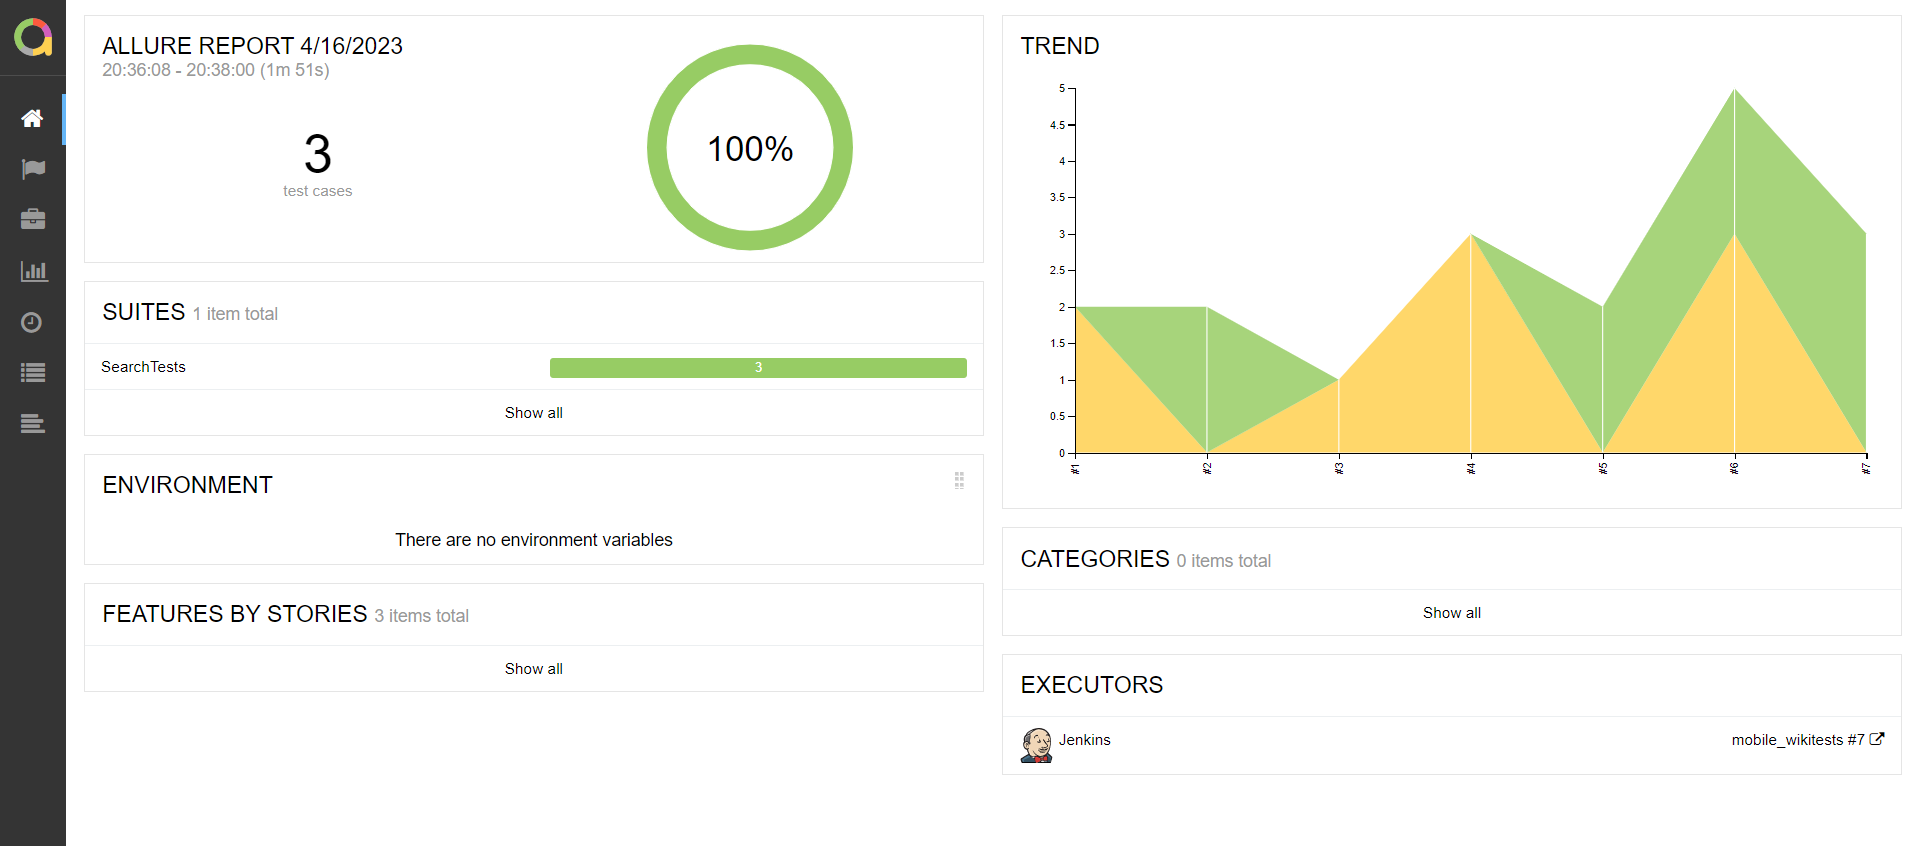 ALLURE REPORT 4/16/2023
20:36:08 - 20:38:00 (1m 51s)
3
test cases
100%
SUITES 1 item total
SearchTests 3
Show all
ENVIRONMENT
There are no environment variables
FEATURES BY STORIES 3 items total
Show all
TREND
5
4.5
4
3.5
3
2.5
2
1.5
1
0.5
0
#1 #2 #3 #4 #5 #6 #7
CATEGORIES 0 items total
Show all
EXECUTORS
Jenkins mobile_wikitests #7